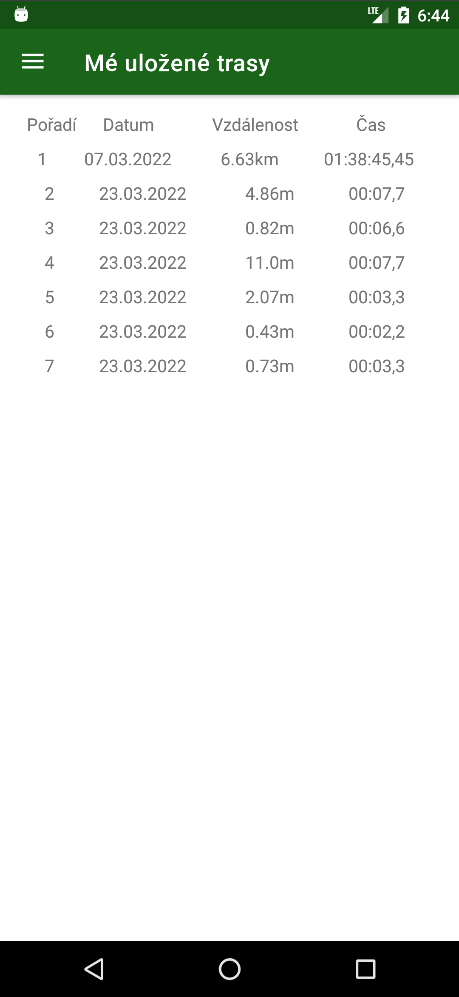 LTE 6:44
Mé uložené trasy
Pořadí Datum Vzdálenost Čas
1 07.03.2022 6.63km 01:38:45,45
2 23.03.2022 4.86m 00:07,7
3 23.03.2022 0.82m 00:06,6
4 23.03.2022 11.0m 00:07,7
5 23.03.2022 2.07m 00:03,3
6 23.03.2022 0.43m 00:02,2
7 23.03.2022 0.73m 00:03,3